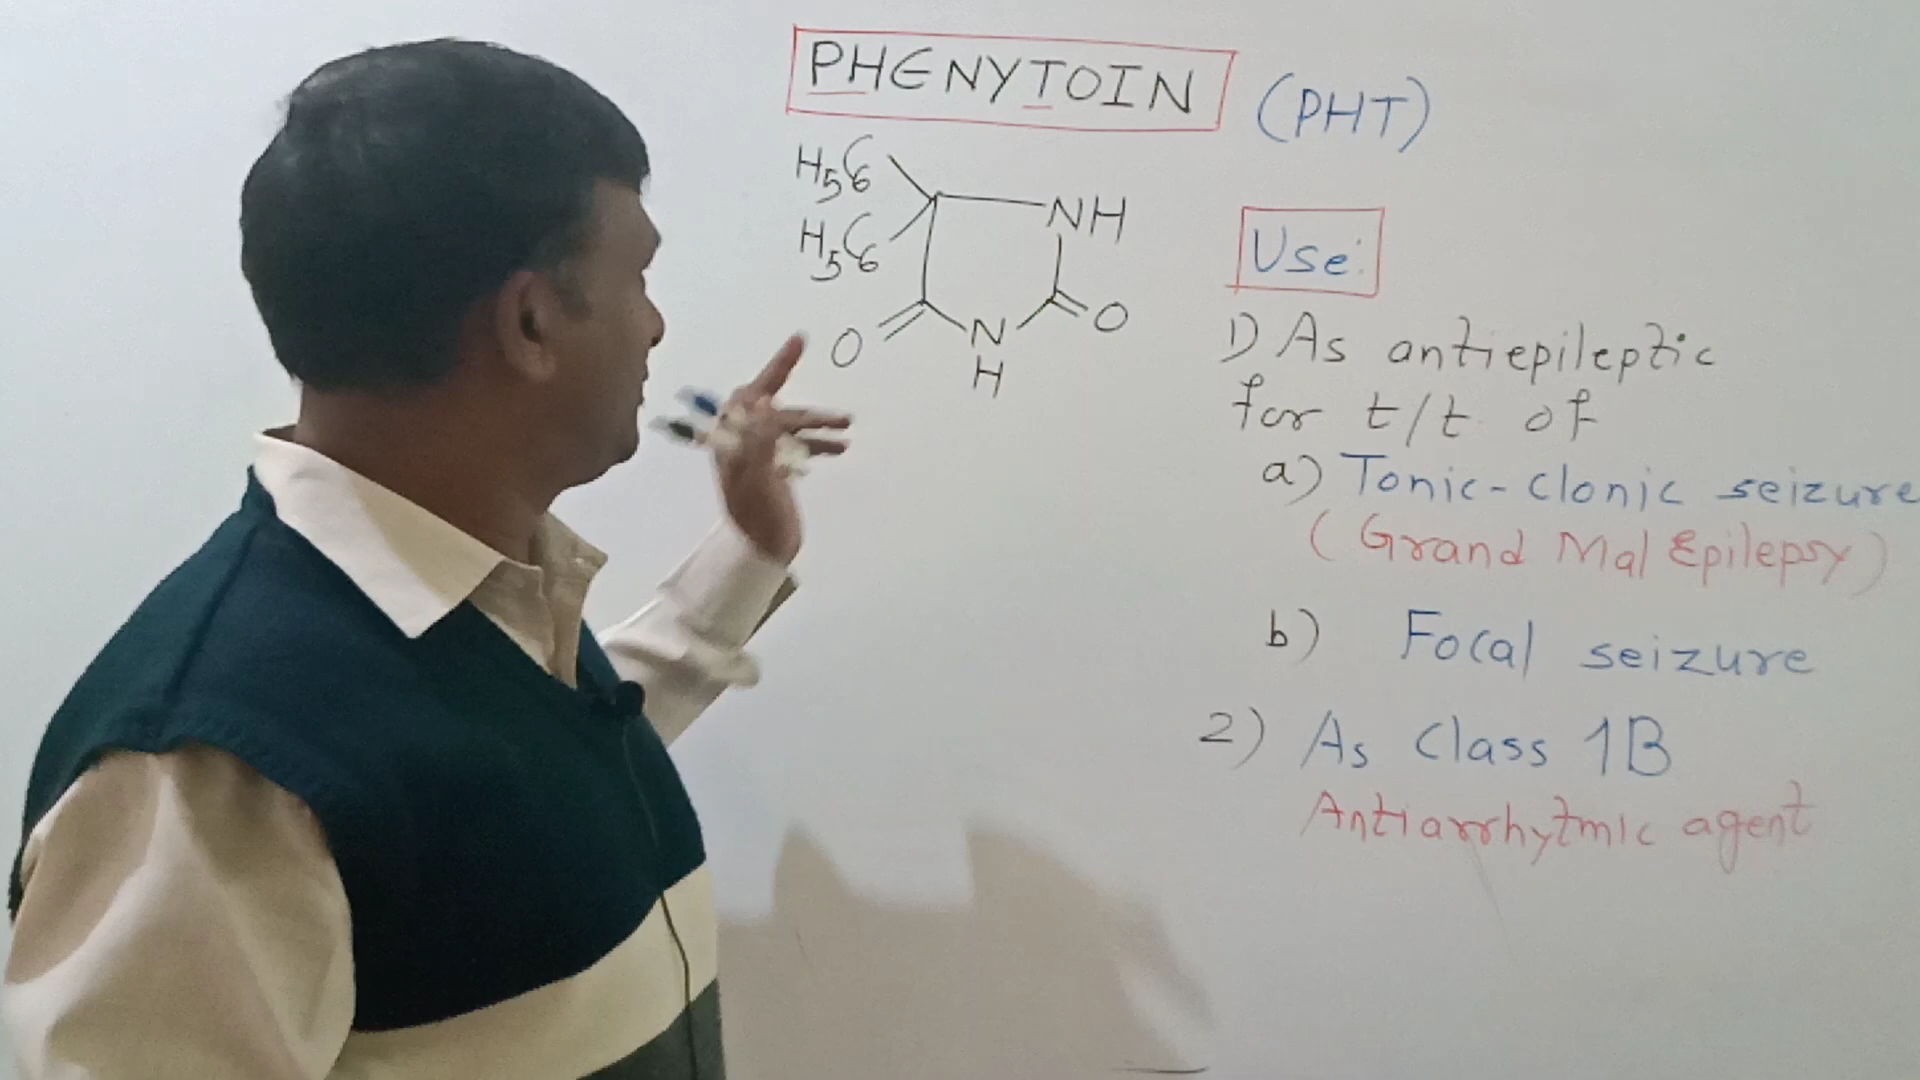 PHENYTOIN (PHT)
H5C6
NH
H5C6
O
N
H
O
Use:
1) As antiepileptic
for t/t of
a) Tonic-clonic seizure
(Grand Mal Epilepsy)
b) Focal seizure
2) As Class 1B
Antiarrhytmic agent